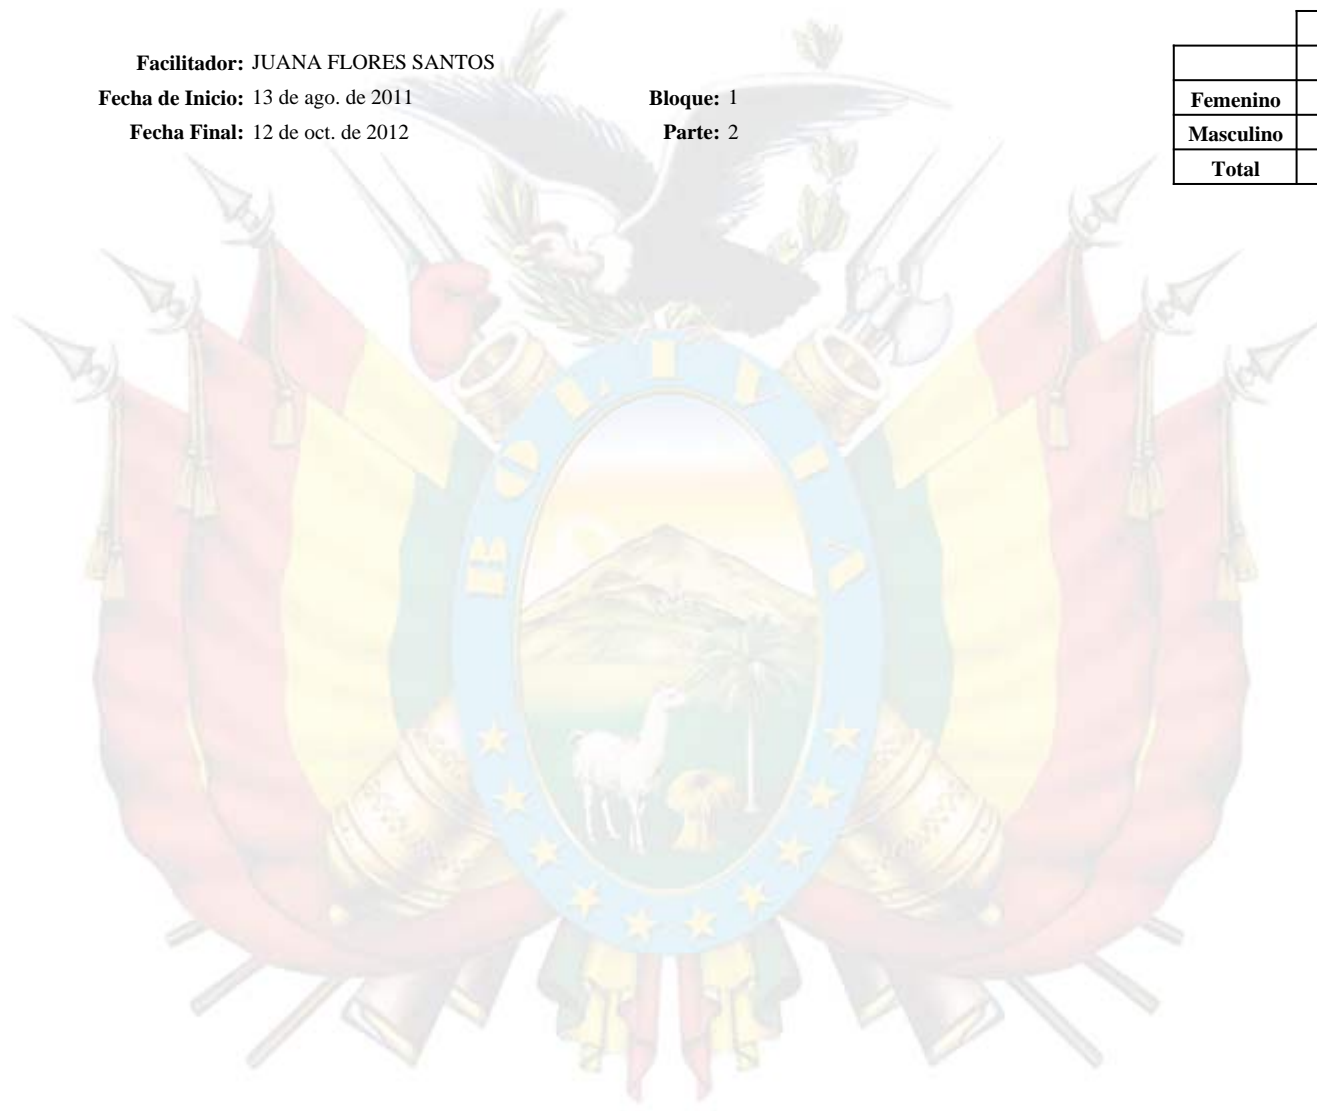 Facilitador: JUANA FLORES SANTOS
Fecha de Inicio: 13 de ago. de 2011 Bloque: 1
Fecha Final: 12 de oct. de 2012 Parte: 2
Femenino
Masculino
Total
BOLIVIA